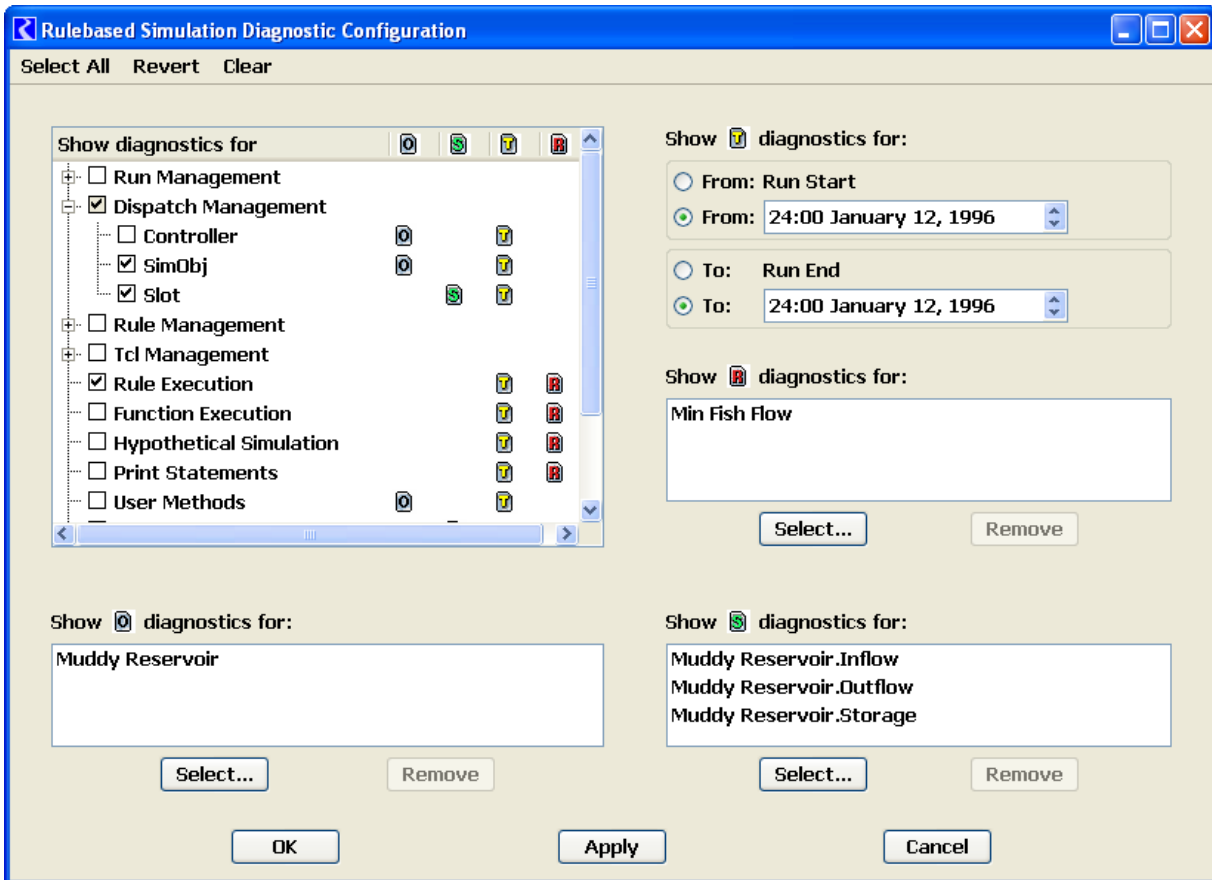 Rulebased Simulation Diagnostic Configuration
Select All Revert Clear
Show diagnostics for O S T R
Run Management
Dispatch Management
Controller O T
SimObj O T
Slot S T
Rule Management
Tcl Management
Rule Execution T R
Function Execution T R
Hypothetical Simulation T R
Print Statements T R
User Methods O T
Show T diagnostics for:
From: Run Start
From: 24:00 January 12, 1996
To: Run End
To: 24:00 January 12, 1996
Show R diagnostics for:
Min Fish Flow
Select... Remove
Show O diagnostics for:
Muddy Reservoir
Select... Remove
Show S diagnostics for:
Muddy Reservoir.Inflow
Muddy Reservoir.Outflow
Muddy Reservoir.Storage
Select... Remove
OK Apply Cancel